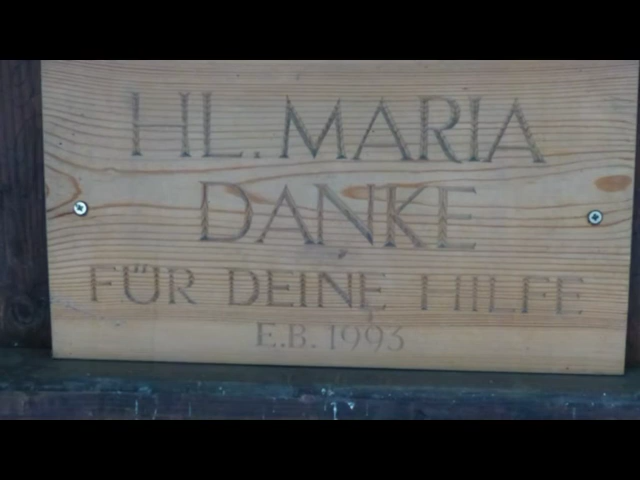 HL. MARIA
DANKE
FÜR DEINE HILFE
E.B. 1993